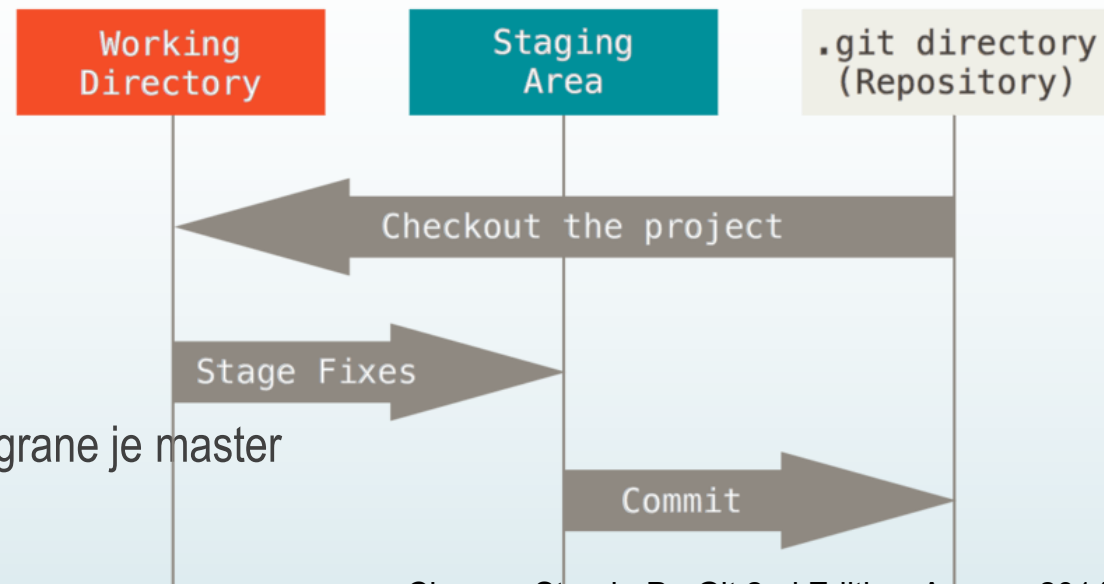 Working
Directory
Staging
Area
.git directory
(Repository)
Checkout the project
Stage Fixes
grane je master
Commit